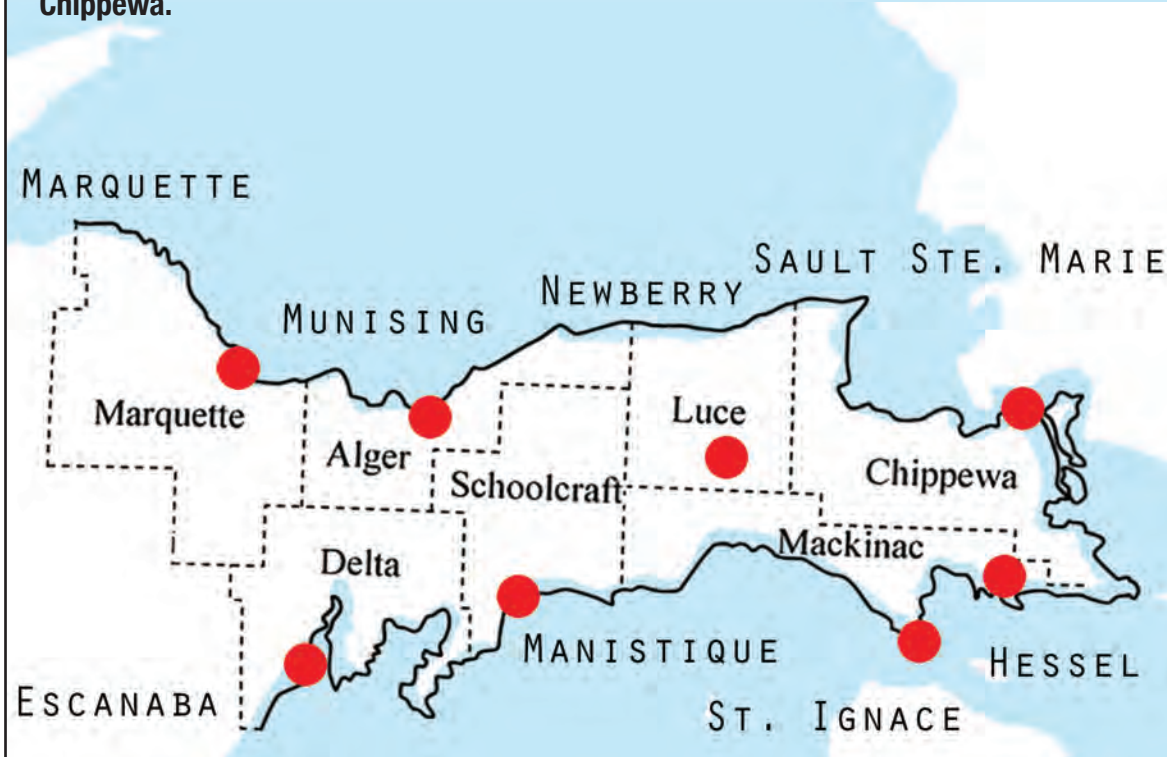 Chippewa.
MARQUETTE
SAULT STE. MARIE
NEWBERRY
MUNISING
Marquette
Luce
Alger
Chippewa
Schoolcraft
Mackinac
Delta
MANISTIQUE
HESSEL
ESCANABA
ST. IGNACE